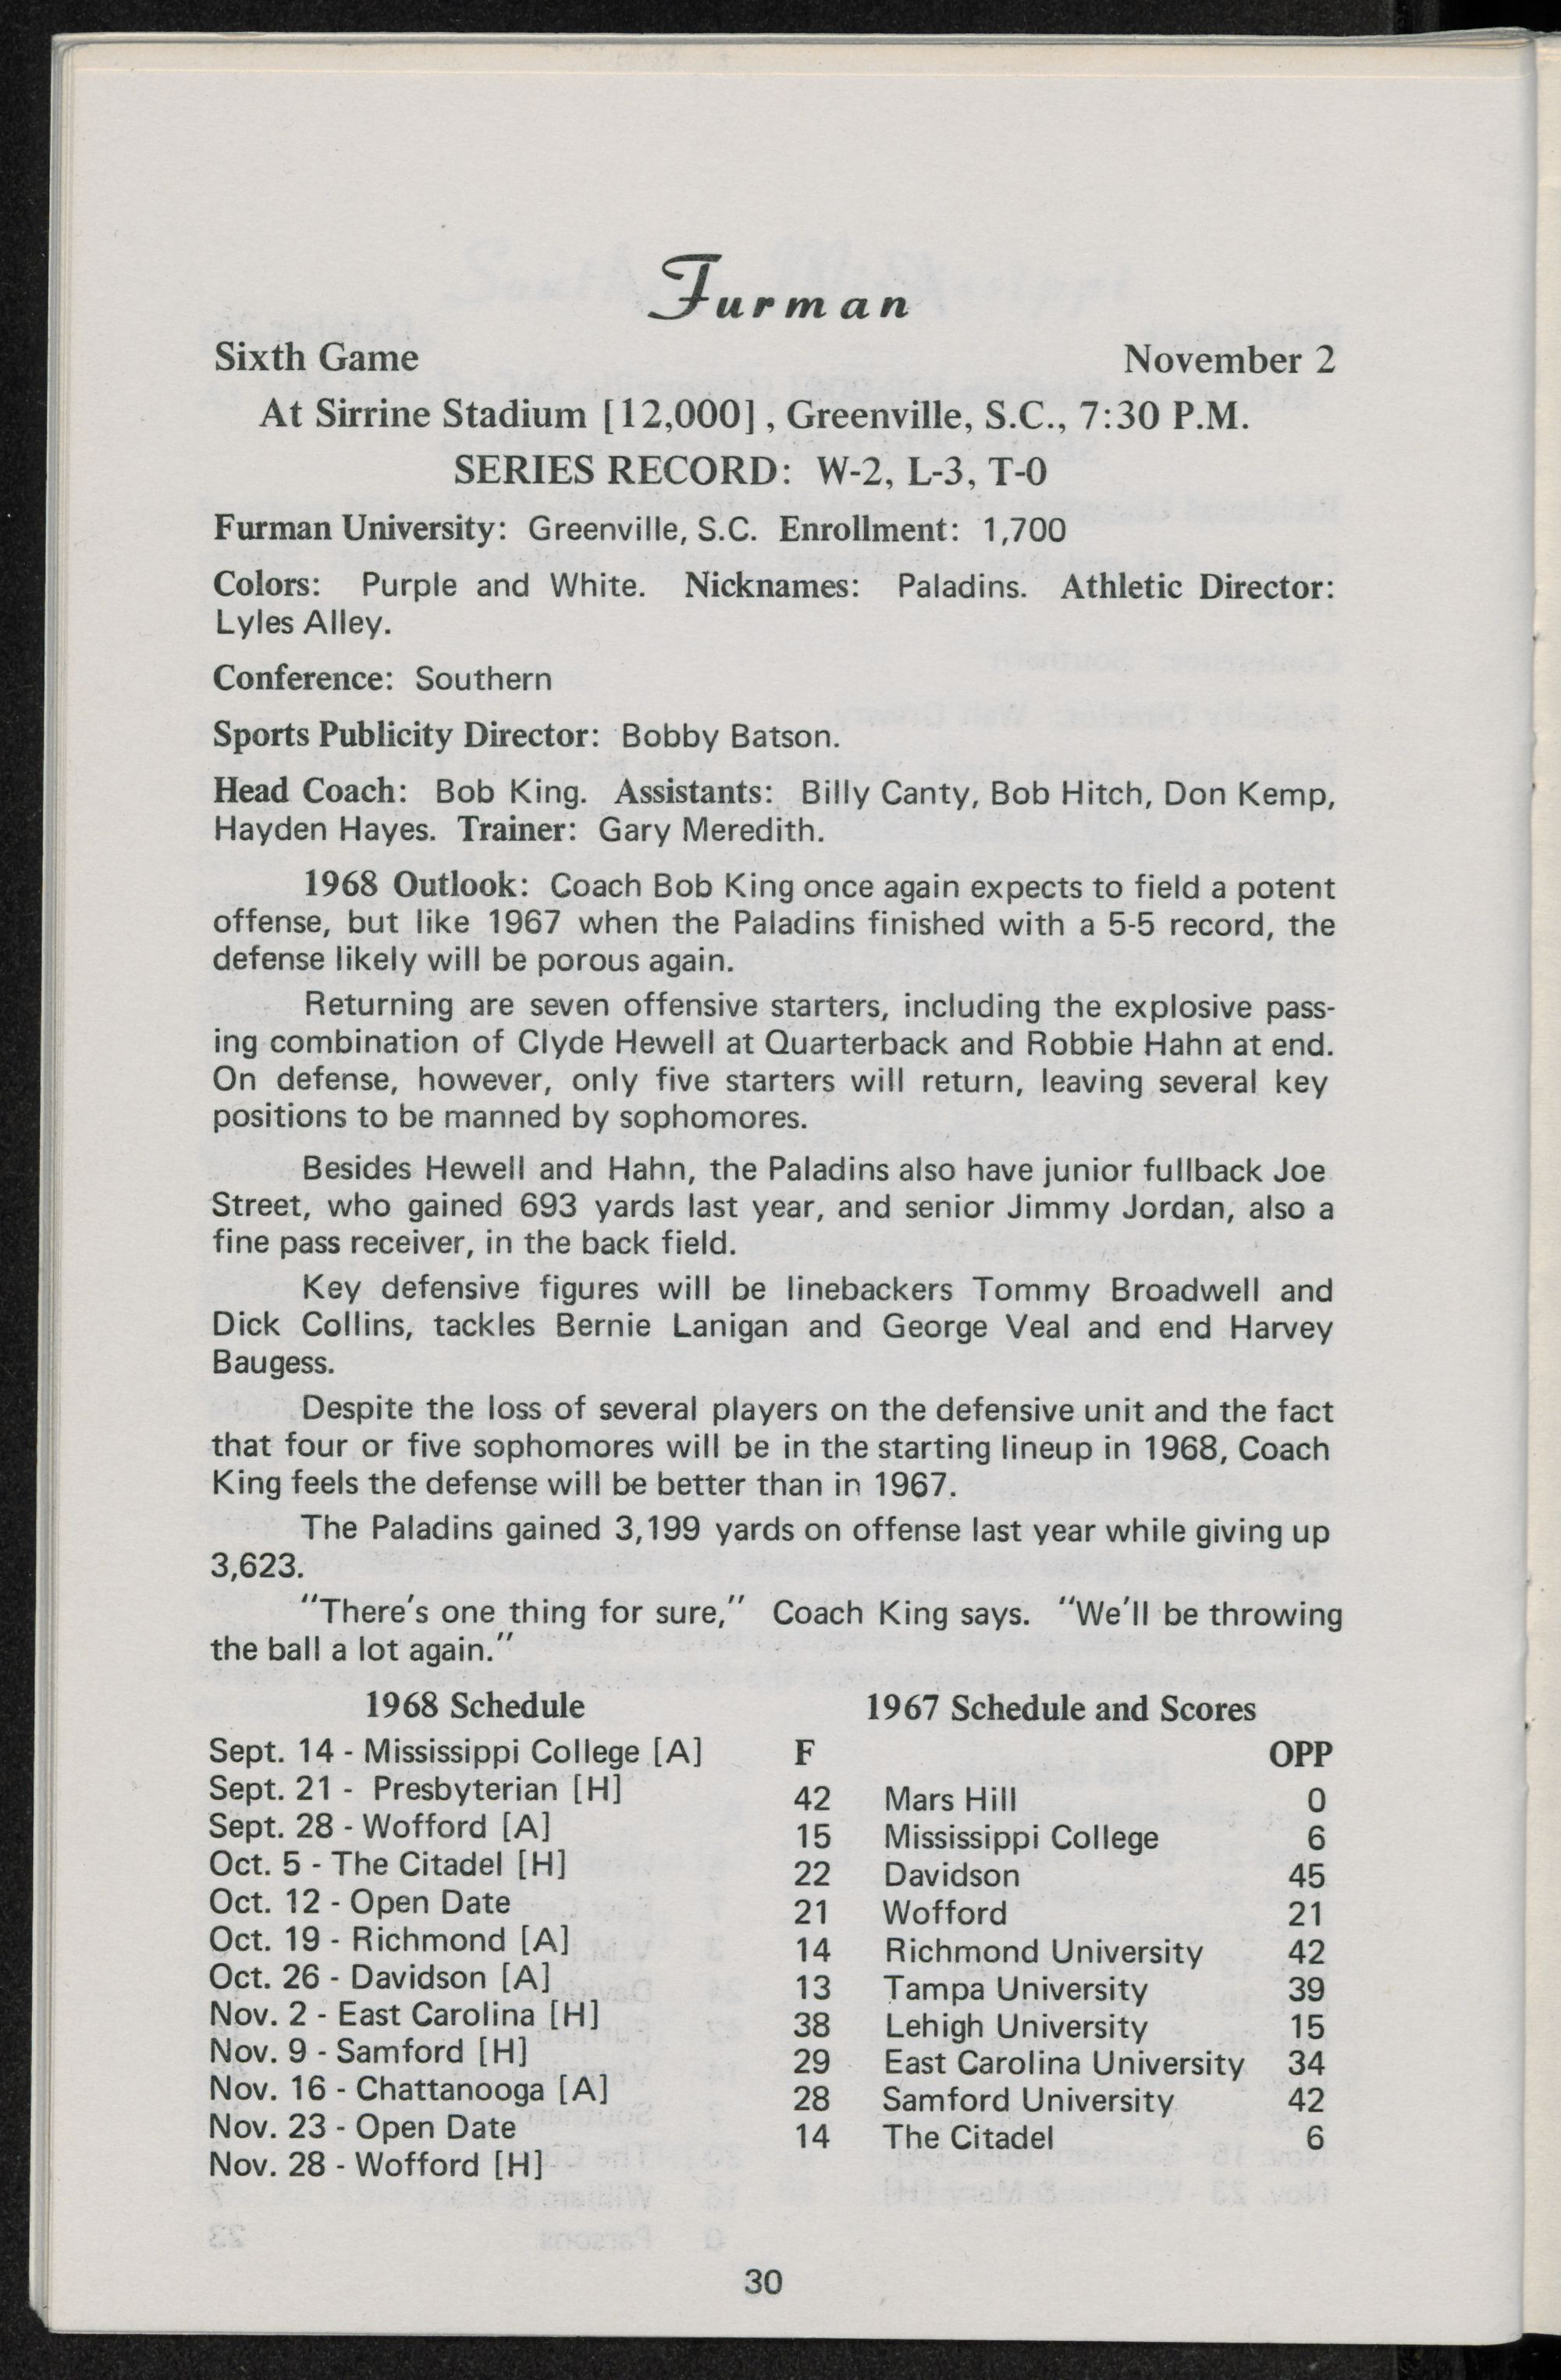 Furman
Sixth Game November 2
At Sirrine Stadium [12,000] , Greenville, S.C., 7:30 P.M.
SERIES RECORD: W-2, L-3, T-0
Furman University: Greenville, S.C. Enrollment: 1,700
Colors: Purple and White. Nicknames: Paladins. Athletic Director:
Lyles Alley.
Conference: Southern
Sports Publicity Director: Bobby Batson.
Head Coach: Bob King. Assistants: Billy Canty, Bob Hitch, Don Kemp,
Hayden Hayes. Trainer: Gary Meredith.
1968 Outlook: Coach Bob King once again expects to field a potent
offense, but like 1967 when the Paladins finished with a 5-5 record, the
defense likely will be porous again.
Returning are seven offensive starters, including the explosive pass-
ing combination of Clyde Hewell at Quarterback and Robbie Hahn at end.
On defense, however, only five starters will return, leaving several key
positions to be manned by sophomores.
Besides Hewell and Hahn, the Paladins also have junior fullback Joe
Street, who gained 693 yards last year, and senior Jimmy Jordan, also a
fine pass receiver, in the back field.
Key defensive figures will be linebackers Tommy Broadwell and
Dick Collins, tackles Bernie Lanigan and George Veal and end Harvey
Baugess.
Despite the loss of several players on the defensive unit and the fact
that four or five sophomores will be in the starting lineup in 1968, Coach
King feels the defense will be better than in 1967.
The Paladins gained 3,199 yards on offense last year while giving up
3,623.
"There's one thing for sure," Coach King says. "We'll be throwing
the ball a lot again."
1968 Schedule
Sept. 14 - Mississippi College [A]
Sept. 21 - Presbyterian [H]
Sept. 28 - Wofford [A]
Oct. 5 - The Citadel [H]
Oct. 12 - Open Date
Oct. 19 - Richmond [A]
Oct. 26 - Davidson [A]
Nov. 2 - East Carolina [H]
Nov. 9 - Samford [H]
Nov. 16 - Chattanooga [A]
Nov. 23 - Open Date
Nov. 28 - Wofford [H]
1967 Schedule and Scores
F OPP
42 Mars Hill 0
15 Mississippi College 6
22 Davidson 45
21 Wofford 21
14 Richmond University 42
13 Tampa University 39
38 Lehigh University 15
29 East Carolina University 34
28 Samford University 42
14 The Citadel 6
30